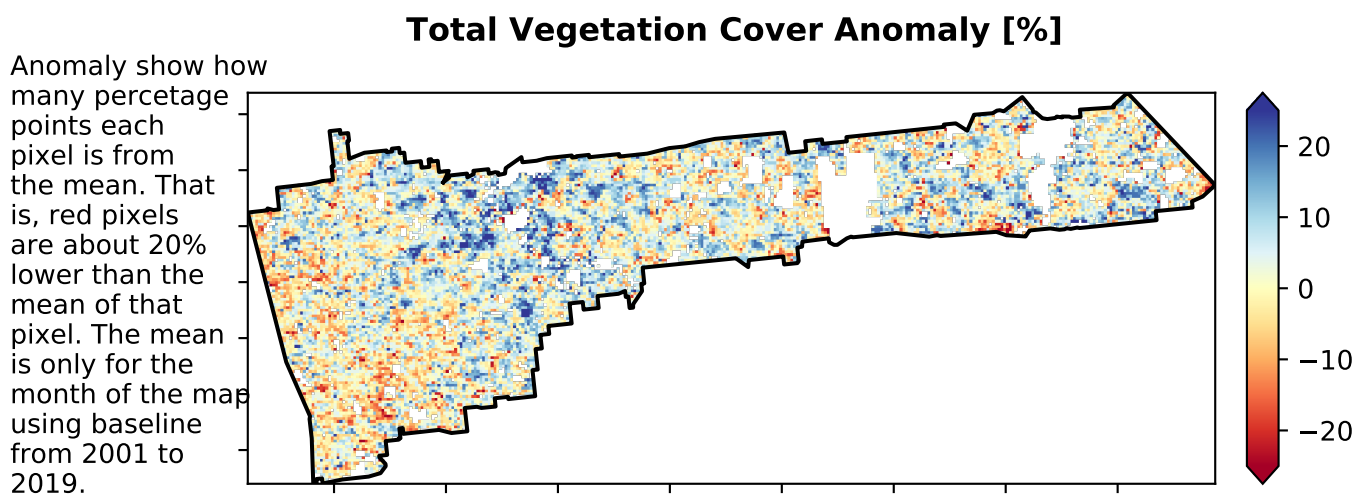 Total Vegetation Cover Anomaly [%]
Anomaly show how
many percetage
points each
pixel is from
the mean. That
is, red pixels
are about 20%
lower than the
mean of that
pixel. The mean
is only for the
month of the map
using baseline
from 2001 to
2019.
20
10
0
−10
−20